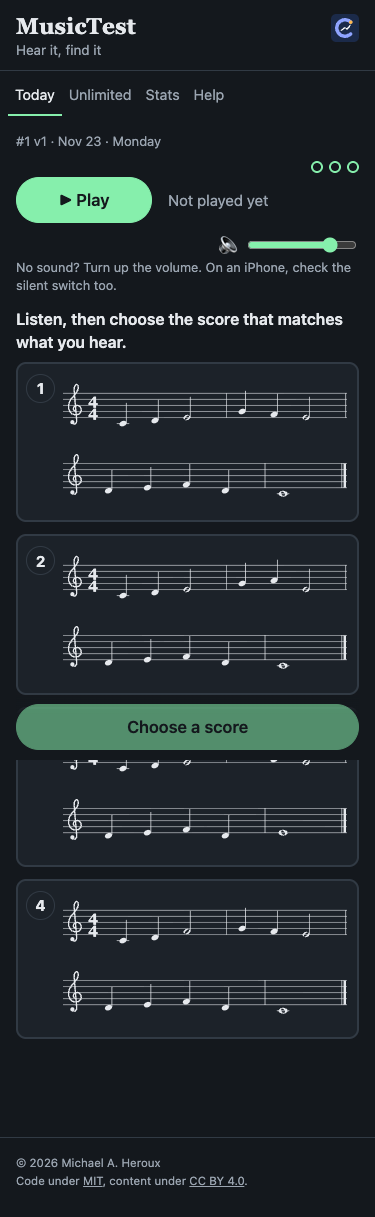 MusicTest
Hear it, find it
Today Unlimited Stats Help
#1 v1 · Nov 23 · Monday
Play Not played yet
No sound? Turn up the volume. On an iPhone, check the
silent switch too.
Listen, then choose the score that matches
what you hear.
1
4
4
2
4
4
Choose a score
4
4
4
4
© 2026 Michael A. Heroux
Code under MIT, content under CC BY 4.0.